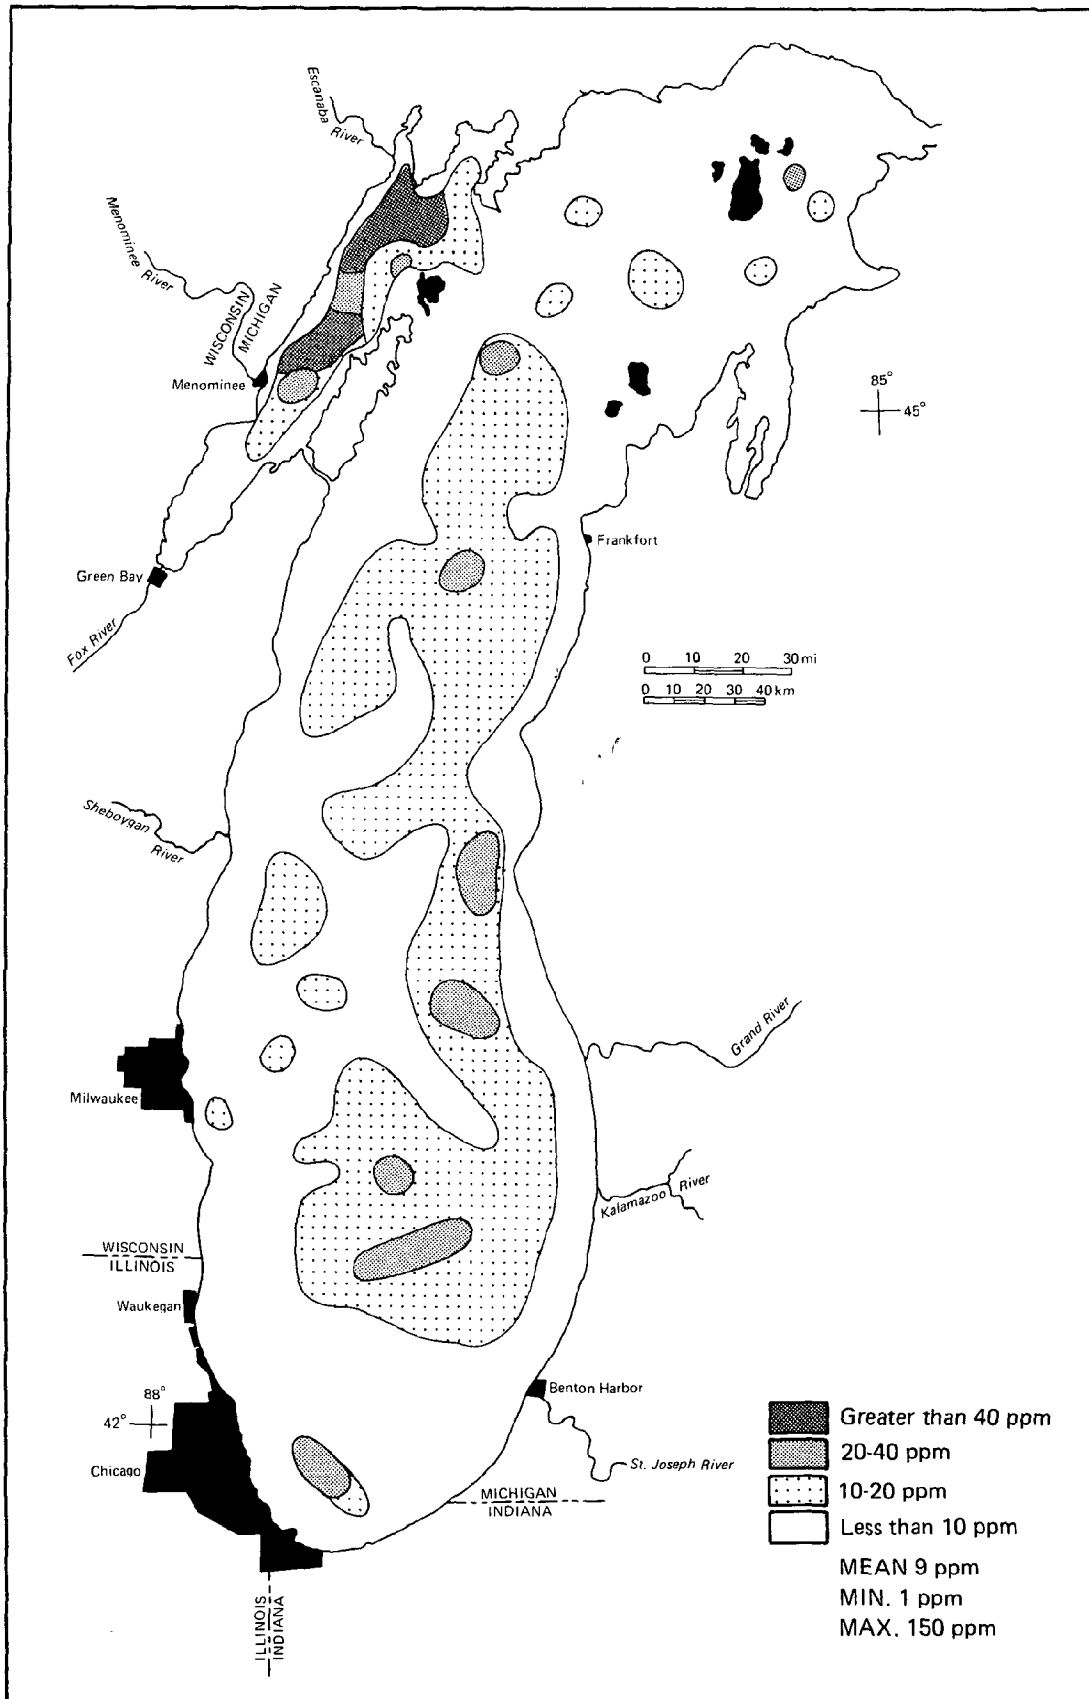 Escanaba
River
Menominee
River
WISCONSIN
MICHIGAN
Menominee
85°
45°
Frankfort
Green Bay
Fox River
0 10 20 30 mi
0 10 20 30 40 km
Sheboygan
River
Grand River
Milwaukee
Kalamazoo River
WISCONSIN
ILLINOIS
Waukegan
88°
42°
Benton Harbor
Chicago
St. Joseph River
MICHIGAN
INDIANA
ILLINOIS
INDIANA
Greater than 40 ppm
20-40 ppm
10-20 ppm
Less than 10 ppm
MEAN 9 ppm
MIN. 1 ppm
MAX. 150 ppm